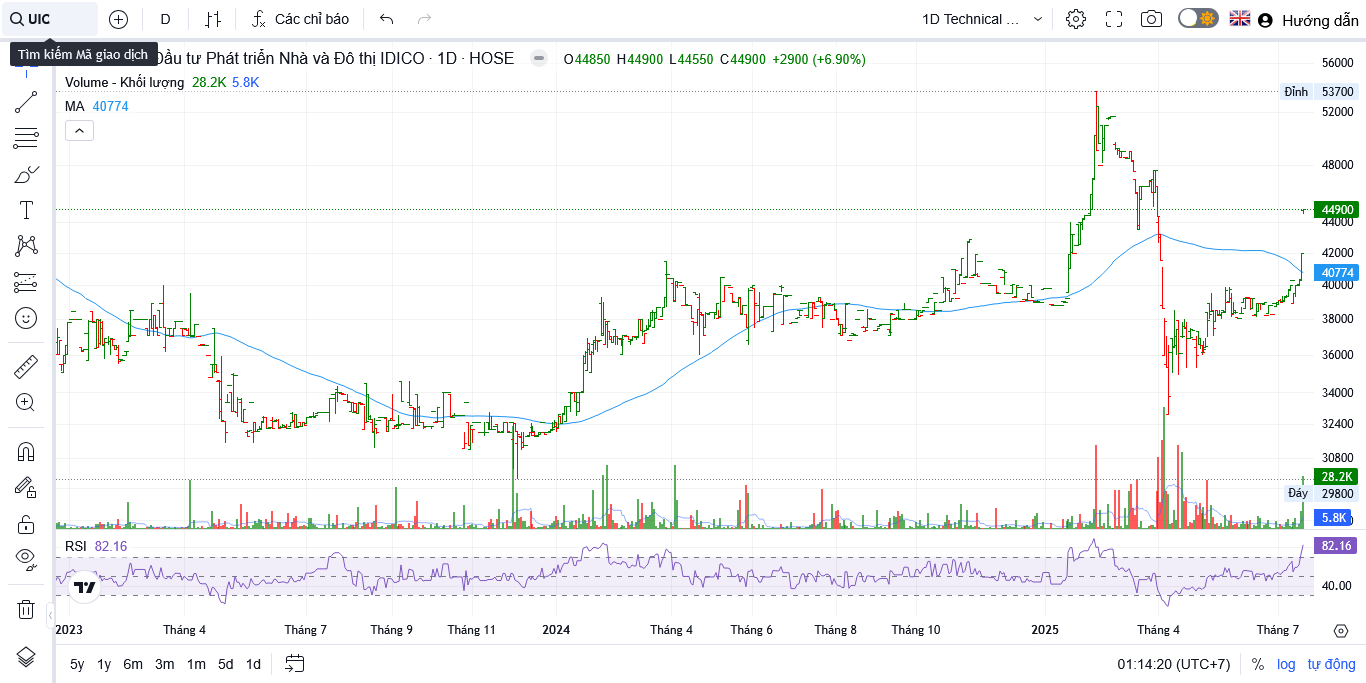 UIC D Các chỉ báo 1D Technical ... Hướng dẫn
Tìm kiếm Mã giao dịch
Đầu tư Phát triển Nhà và Đô thị IDICO · 1D · HOSE O44850 H44900 L44550 C44900 +2900 (+6.90%)
Volume - Khối lượng 28.2K 5.8K
MA 40774
56000
Đỉnh 53700
52000
48000
44900
44000
42000
40774
40000
38000
36000
34000
32400
30800
28.2K
Đáy 29800
5.8K
RSI 82.16
82.16
40.00
2023 Tháng 4 Tháng 7 Tháng 9 Tháng 11 2024 Tháng 4 Tháng 6 Tháng 8 Tháng 10 2025 Tháng 4 Tháng 7
5y 1y 6m 3m 1m 5d 1d 01:14:20 (UTC+7) % log tự động